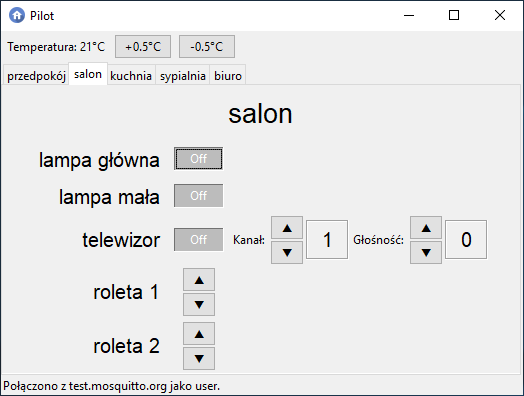 Pilot
Temperatura: 21°C +0.5°C -0.5°C
przedpokój salon kuchnia sypialnia biuro
salon
lampa główna Off
lampa mała Off
telewizor Off Kanał: ▲ ▼ 1 Głośność: ▲ ▼ 0
roleta 1 ▲ ▼
roleta 2 ▲ ▼
Połączono z test.mosquitto.org jako user.